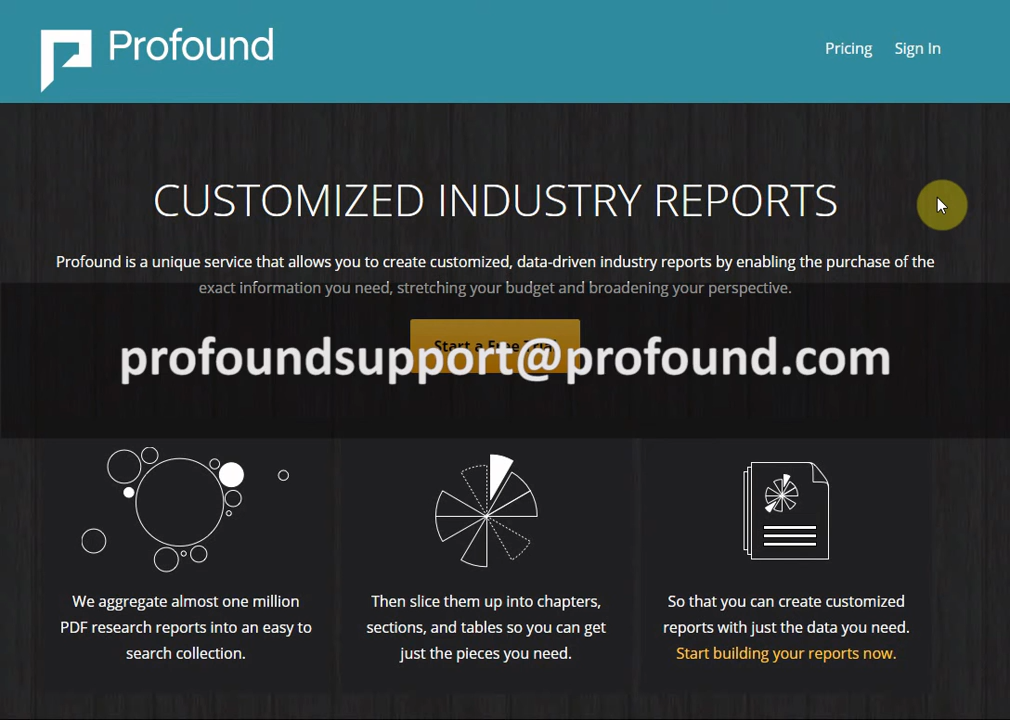 Profound
Pricing
Sign In
CUSTOMIZED INDUSTRY REPORTS
Profound is a unique service that allows you to create customized, data-driven industry reports by enabling the purchase of the
exact information you need, stretching your budget and broadening your perspective.
Start a Free Trial
profoundsupport@profound.com
We aggregate almost one million
PDF research reports into an easy to
search collection.
Then slice them up into chapters,
sections, and tables so you can get
just the pieces you need.
So that you can create customized
reports with just the data you need.
Start building your reports now.